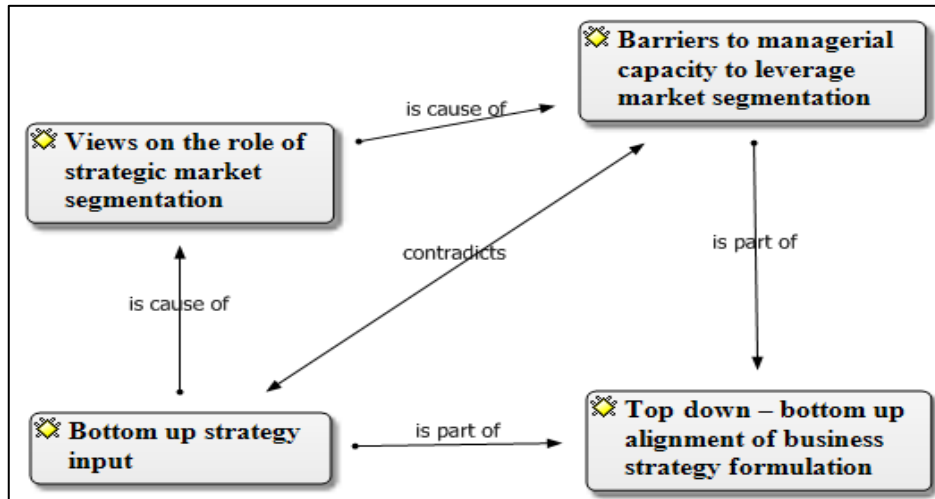 Barriers to managerial
capacity to leverage
market segmentation
is cause of
Views on the role of
strategic market
segmentation
contradicts
is part of
is cause of
Bottom up strategy
input
is part of
Top down – bottom up
alignment of business
strategy formulation